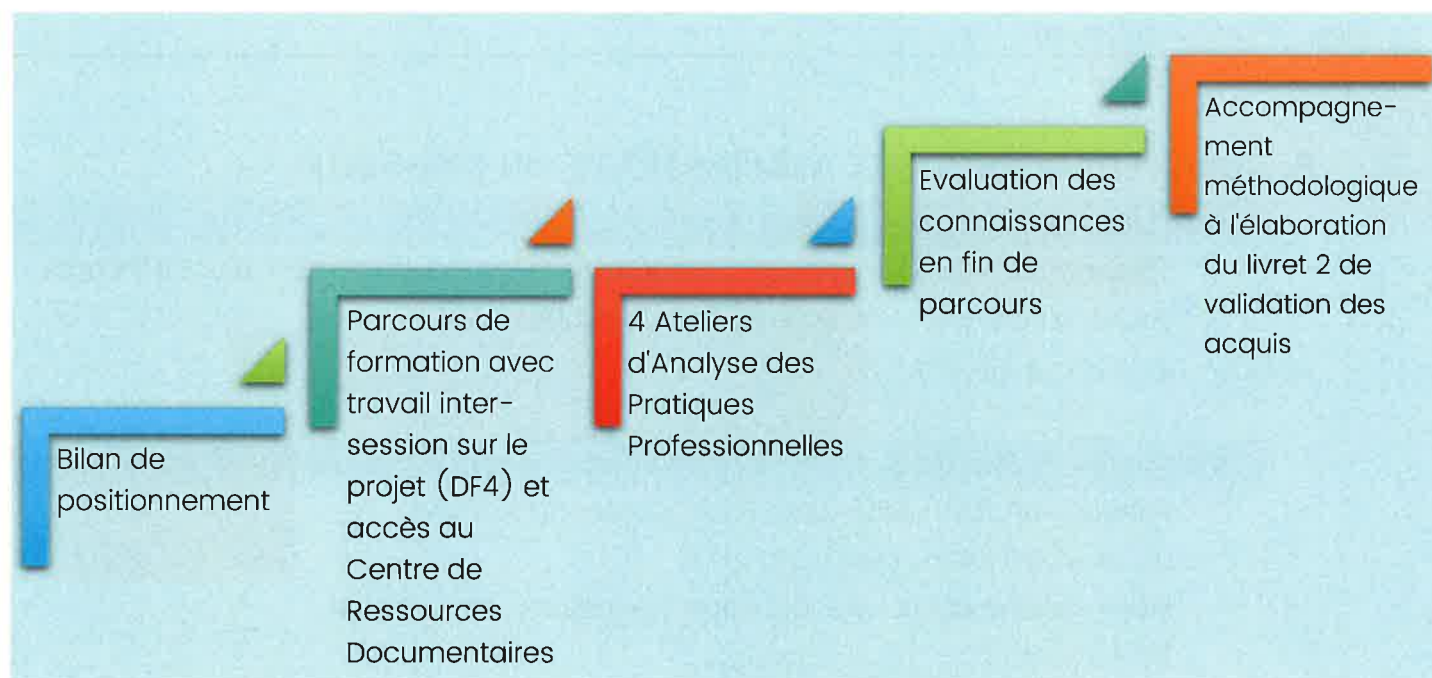 Bilan de
positionnement
Parcours de
formation avec
travail inter-
session sur le
projet (DF4) et
accès au
Centre de
Ressources
Documentaires
4 Ateliers
d'Analyse des
Pratiques
Professionnelles
Evaluation des
connaissances
en fin de
parcours
Accompagne-
ment
méthodologique
à l'élaboration
du livret 2 de
validation des
acquis